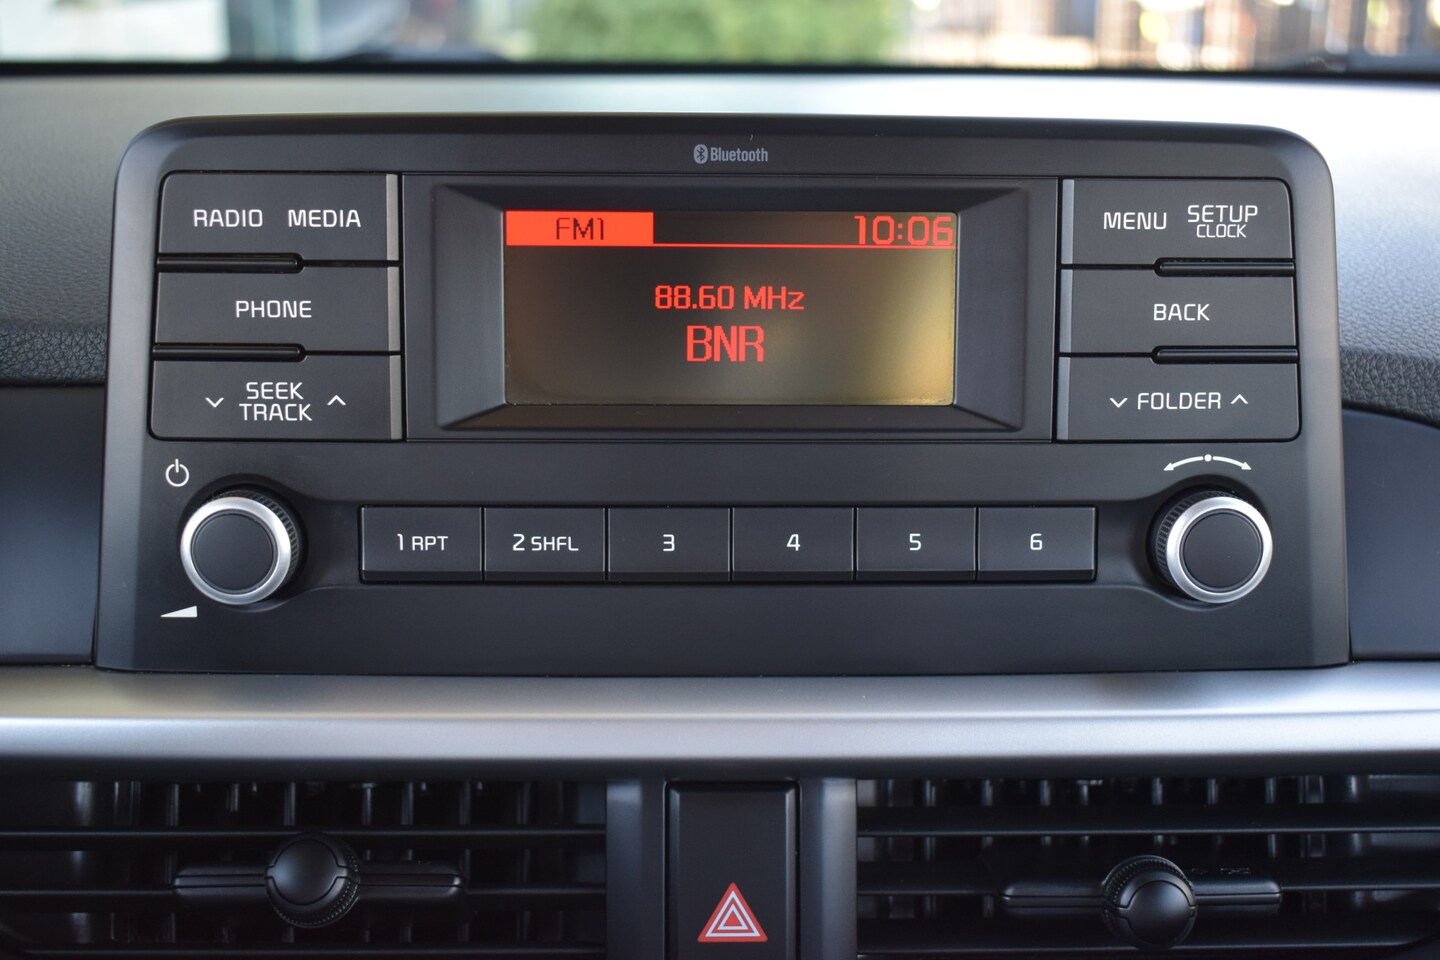 Bluetooth
RADIO MEDIA
PHONE
SEEK
TRACK
FM1 10:06
88.60 MHz
BNR
MENU SETUP
CLOCK
BACK
FOLDER
1 RPT 2 SHFL 3 4 5 6